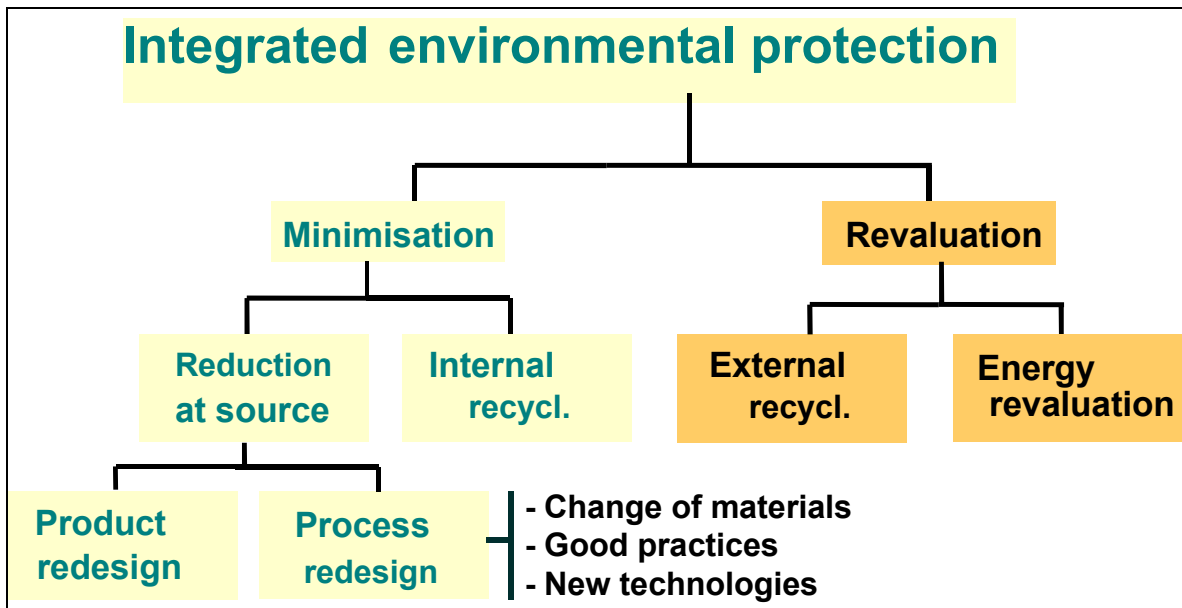 Integrated environmental protection
Minimisation
Revaluation
Reduction
at source
Internal
recycl.
External
recycl.
Energy
revaluation
Product
redesign
Process
redesign
- Change of materials
- Good practices
- New technologies